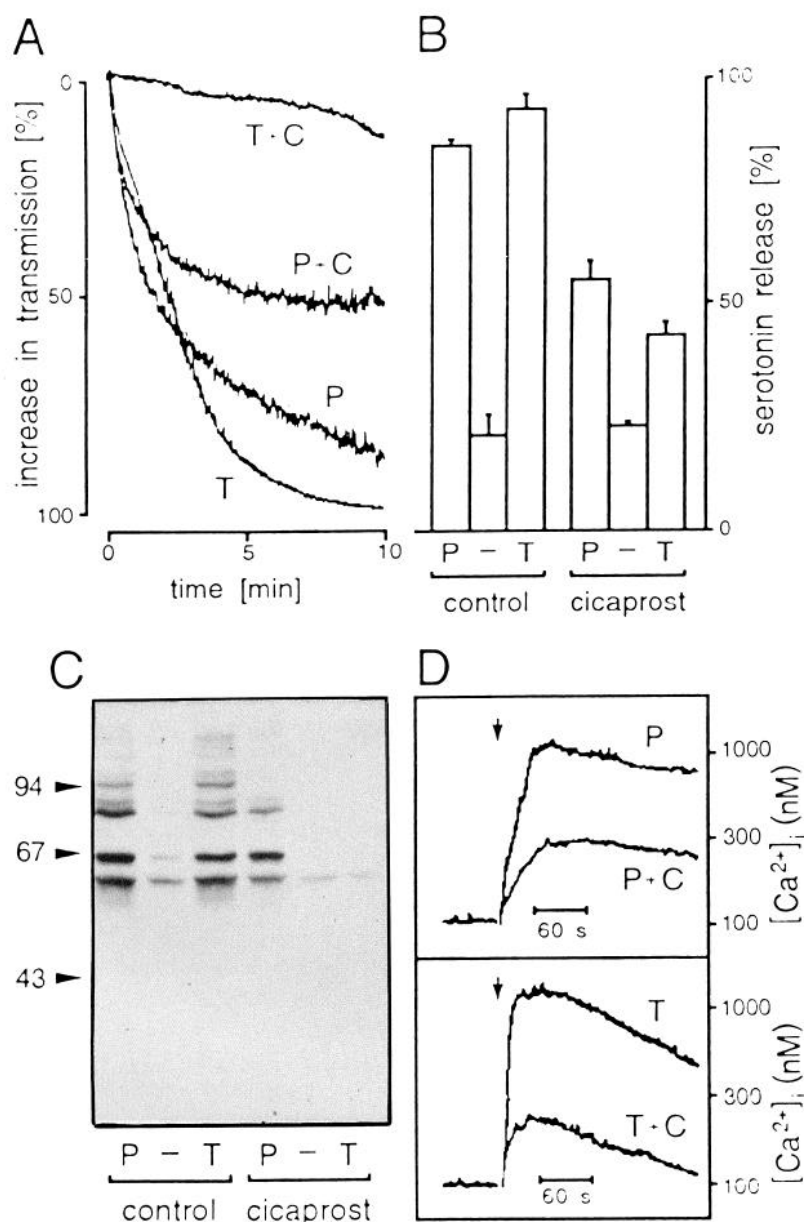 A
increase in transmission [%]
0
50
100
T·C
P+C
P
T
0 5 10
time [min]
B
100
50
0
serotonin release [%]
P – T P – T
control cicaprost
C
94
67
43
P – T P – T
control cicaprost
D
P
P+C
60 s
1000
300
100
[Ca²⁺]ᵢ (nM)
T
T+C
60 s
1000
300
100
[Ca²⁺]ᵢ (nM)